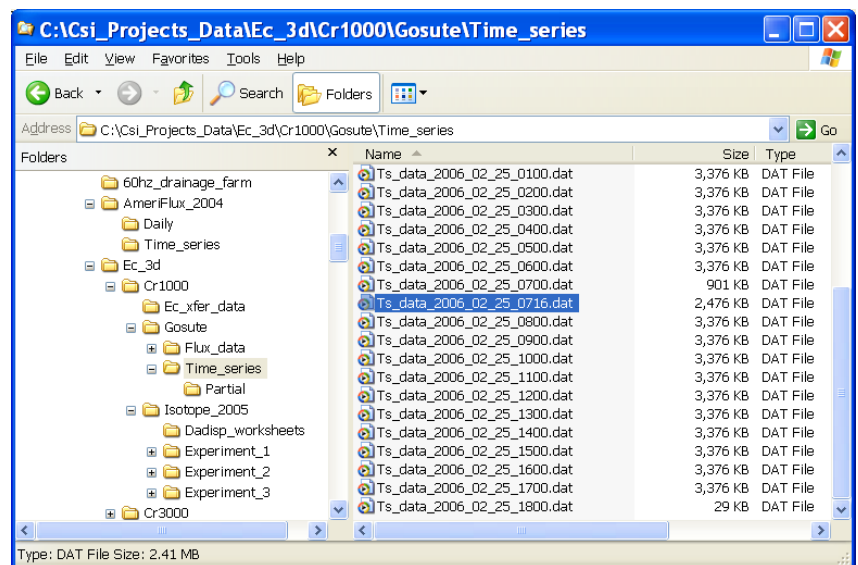 C:\Csi_Projects_Data\Ec_3d\Cr1000\Gosute\Time_series
File Edit View Favorites Tools Help
Back Search Folders
Address C:\Csi_Projects_Data\Ec_3d\Cr1000\Gosute\Time_series Go
Folders
60hz_drainage_farm
AmeriFlux_2004
Daily
Time_series
Ec_3d
Cr1000
Ec_xfer_data
Gosute
Flux_data
Time_series
Partial
Isotope_2005
Dadisp_worksheets
Experiment_1
Experiment_2
Experiment_3
Cr3000
Name Size Type
Ts_data_2006_02_25_0100.dat 3,376 KB DAT File
Ts_data_2006_02_25_0200.dat 3,376 KB DAT File
Ts_data_2006_02_25_0300.dat 3,376 KB DAT File
Ts_data_2006_02_25_0400.dat 3,376 KB DAT File
Ts_data_2006_02_25_0500.dat 3,376 KB DAT File
Ts_data_2006_02_25_0600.dat 3,376 KB DAT File
Ts_data_2006_02_25_0700.dat 901 KB DAT File
Ts_data_2006_02_25_0716.dat 2,476 KB DAT File
Ts_data_2006_02_25_0800.dat 3,376 KB DAT File
Ts_data_2006_02_25_0900.dat 3,376 KB DAT File
Ts_data_2006_02_25_1000.dat 3,376 KB DAT File
Ts_data_2006_02_25_1100.dat 3,376 KB DAT File
Ts_data_2006_02_25_1200.dat 3,376 KB DAT File
Ts_data_2006_02_25_1300.dat 3,376 KB DAT File
Ts_data_2006_02_25_1400.dat 3,376 KB DAT File
Ts_data_2006_02_25_1500.dat 3,376 KB DAT File
Ts_data_2006_02_25_1600.dat 3,376 KB DAT File
Ts_data_2006_02_25_1700.dat 3,376 KB DAT File
Ts_data_2006_02_25_1800.dat 29 KB DAT File
Type: DAT File Size: 2.41 MB